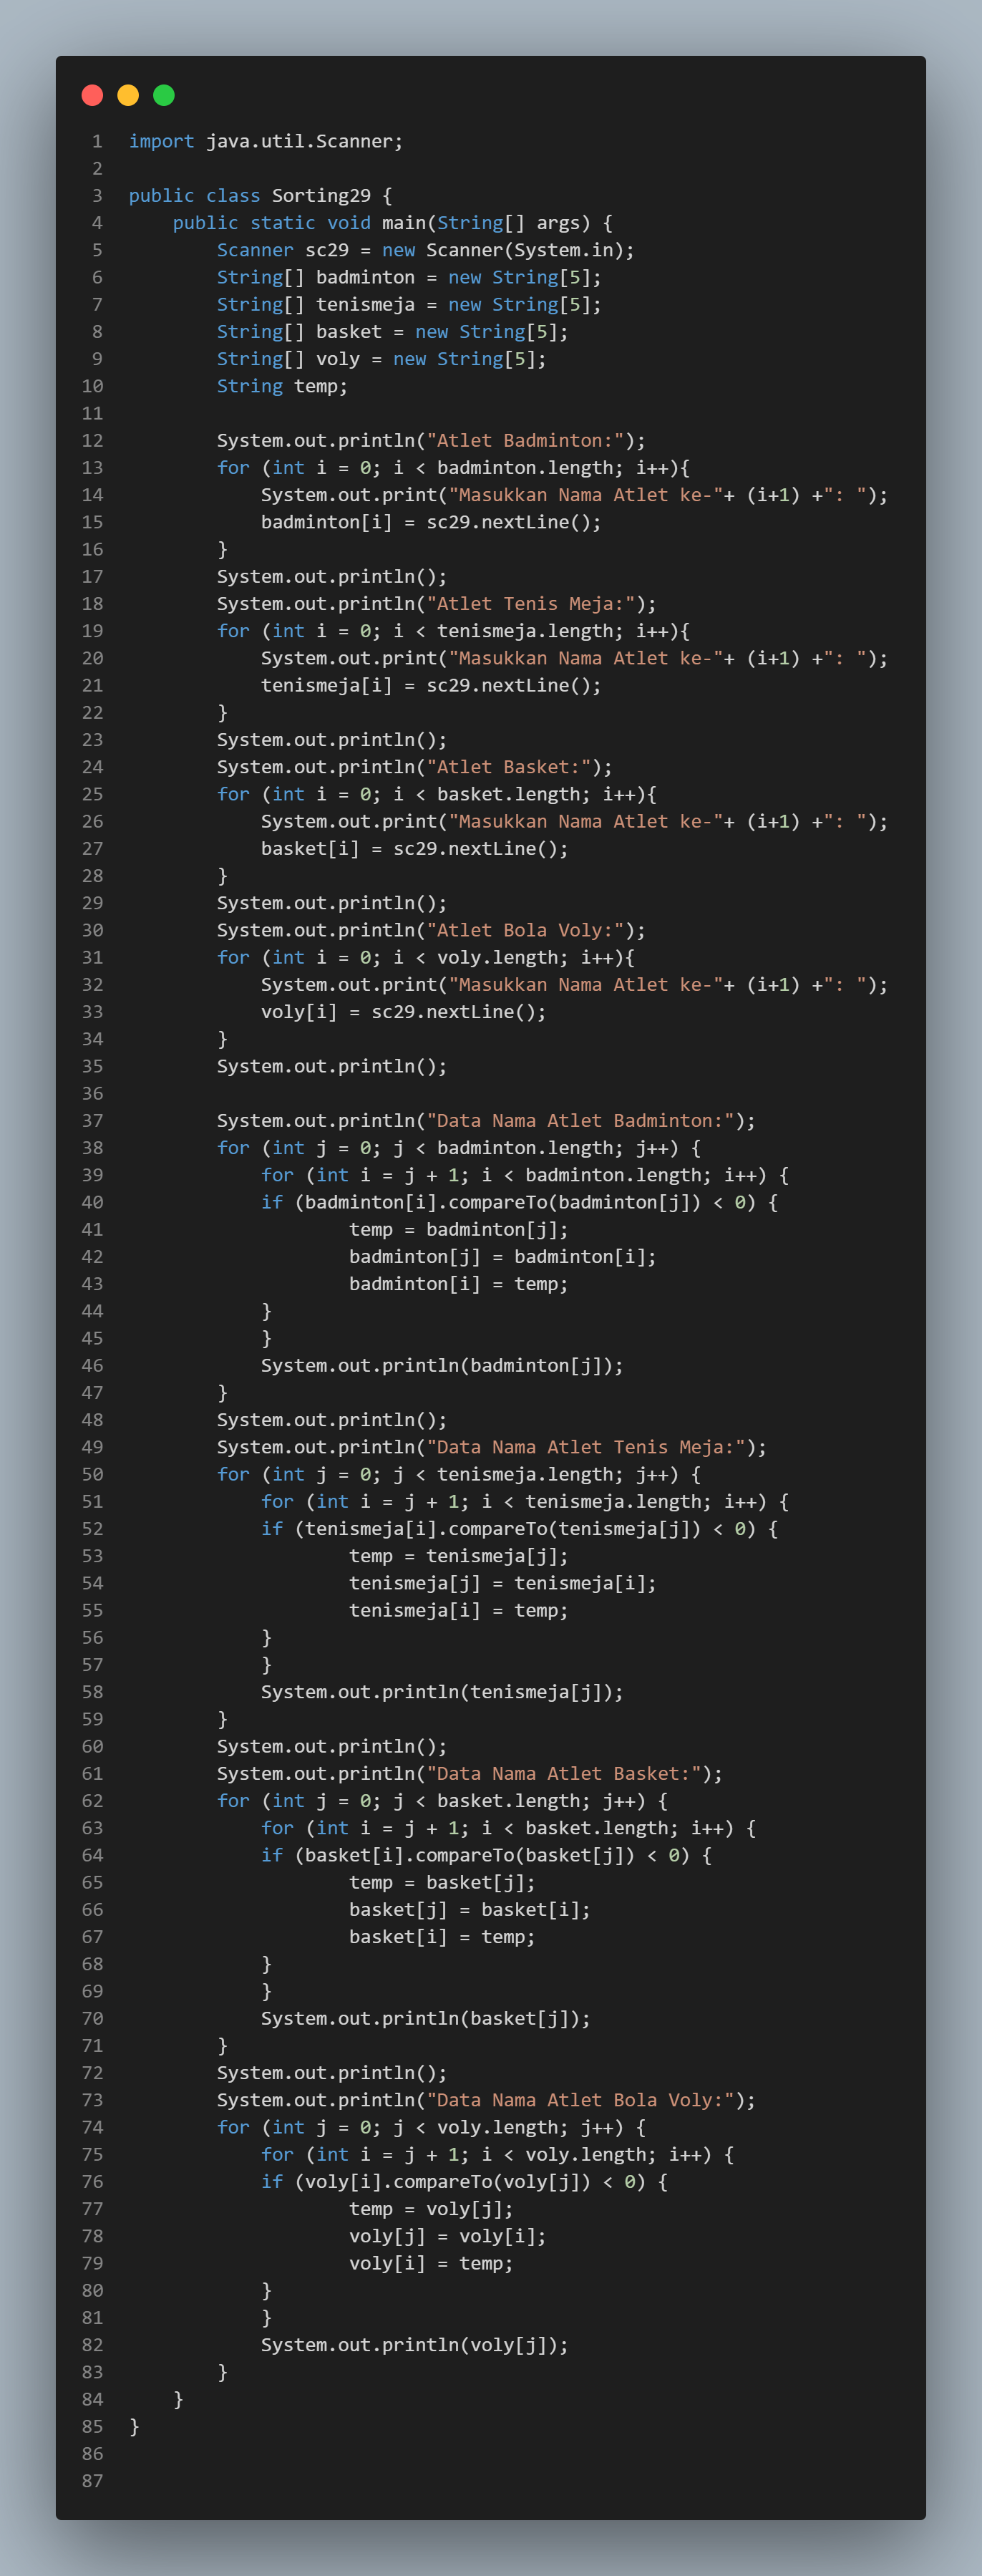 1 import java.util.Scanner;
2
3 public class Sorting29 {
4     public static void main(String[] args) {
5         Scanner sc29 = new Scanner(System.in);
6         String[] badminton = new String[5];
7         String[] tenismeja = new String[5];
8         String[] basket = new String[5];
9         String[] voly = new String[5];
10         String temp;
11
12         System.out.println("Atlet Badminton:");
13         for (int i = 0; i < badminton.length; i++){
14             System.out.print("Masukkan Nama Atlet ke-"+ (i+1) +": ");
15             badminton[i] = sc29.nextLine();
16         }
17         System.out.println();
18         System.out.println("Atlet Tenis Meja:");
19         for (int i = 0; i < tenismeja.length; i++){
20             System.out.print("Masukkan Nama Atlet ke-"+ (i+1) +": ");
21             tenismeja[i] = sc29.nextLine();
22         }
23         System.out.println();
24         System.out.println("Atlet Basket:");
25         for (int i = 0; i < basket.length; i++){
26             System.out.print("Masukkan Nama Atlet ke-"+ (i+1) +": ");
27             basket[i] = sc29.nextLine();
28         }
29         System.out.println();
30         System.out.println("Atlet Bola Voly:");
31         for (int i = 0; i < voly.length; i++){
32             System.out.print("Masukkan Nama Atlet ke-"+ (i+1) +": ");
33             voly[i] = sc29.nextLine();
34         }
35         System.out.println();
36
37         System.out.println("Data Nama Atlet Badminton:");
38         for (int j = 0; j < badminton.length; j++) {
39             for (int i = j + 1; i < badminton.length; i++) {
40             if (badminton[i].compareTo(badminton[j]) < 0) {
41                     temp = badminton[j];
42                     badminton[j] = badminton[i];
43                     badminton[i] = temp;
44             }
45             }
46             System.out.println(badminton[j]);
47         }
48         System.out.println();
49         System.out.println("Data Nama Atlet Tenis Meja:");
50         for (int j = 0; j < tenismeja.length; j++) {
51             for (int i = j + 1; i < tenismeja.length; i++) {
52             if (tenismeja[i].compareTo(tenismeja[j]) < 0) {
53                     temp = tenismeja[j];
54                     tenismeja[j] = tenismeja[i];
55                     tenismeja[i] = temp;
56             }
57             }
58             System.out.println(tenismeja[j]);
59         }
60         System.out.println();
61         System.out.println("Data Nama Atlet Basket:");
62         for (int j = 0; j < basket.length; j++) {
63             for (int i = j + 1; i < basket.length; i++) {
64             if (basket[i].compareTo(basket[j]) < 0) {
65                     temp = basket[j];
66                     basket[j] = basket[i];
67                     basket[i] = temp;
68             }
69             }
70             System.out.println(basket[j]);
71         }
72         System.out.println();
73         System.out.println("Data Nama Atlet Bola Voly:");
74         for (int j = 0; j < voly.length; j++) {
75             for (int i = j + 1; i < voly.length; i++) {
76             if (voly[i].compareTo(voly[j]) < 0) {
77                     temp = voly[j];
78                     voly[j] = voly[i];
79                     voly[i] = temp;
80             }
81             }
82             System.out.println(voly[j]);
83         }
84     }
85 }
86
87